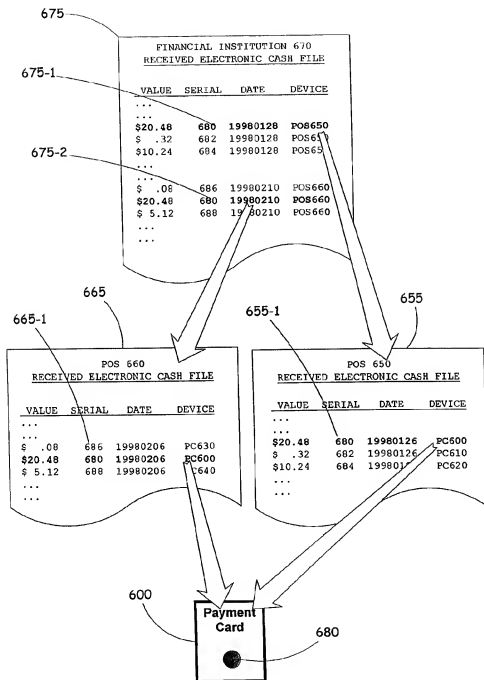 675
FINANCIAL INSTITUTION 670
RECEIVED ELECTRONIC CASH FILE
675-1
VALUE SERIAL DATE DEVICE
...
...
$20.48 680 19980128 POS650
$ .32 682 19980128
$10.24 684 19980128
675-2
...
...
$ .08 686 19980210 POS660
$20.48 680 19980210 POS660
$ 5.12 688 POS660
...
...
665
665-1
POS 660
RECEIVED ELECTRONIC CASH FILE
VALUE SERIAL DATE DEVICE
...
...
$ .08 686 19980206 PC630
$20.48 680 19980206 PC600
$ 5.12 688 19980206
...
...
655
655-1
POS 650
RECEIVED ELECTRONIC CASH FILE
VALUE SERIAL DATE DEVICE
...
...
$20.48 680 19980126 PC600
$ .32 682 19980126 PC610
$10.24 684 PC620
...
...
600
Payment
Card
680